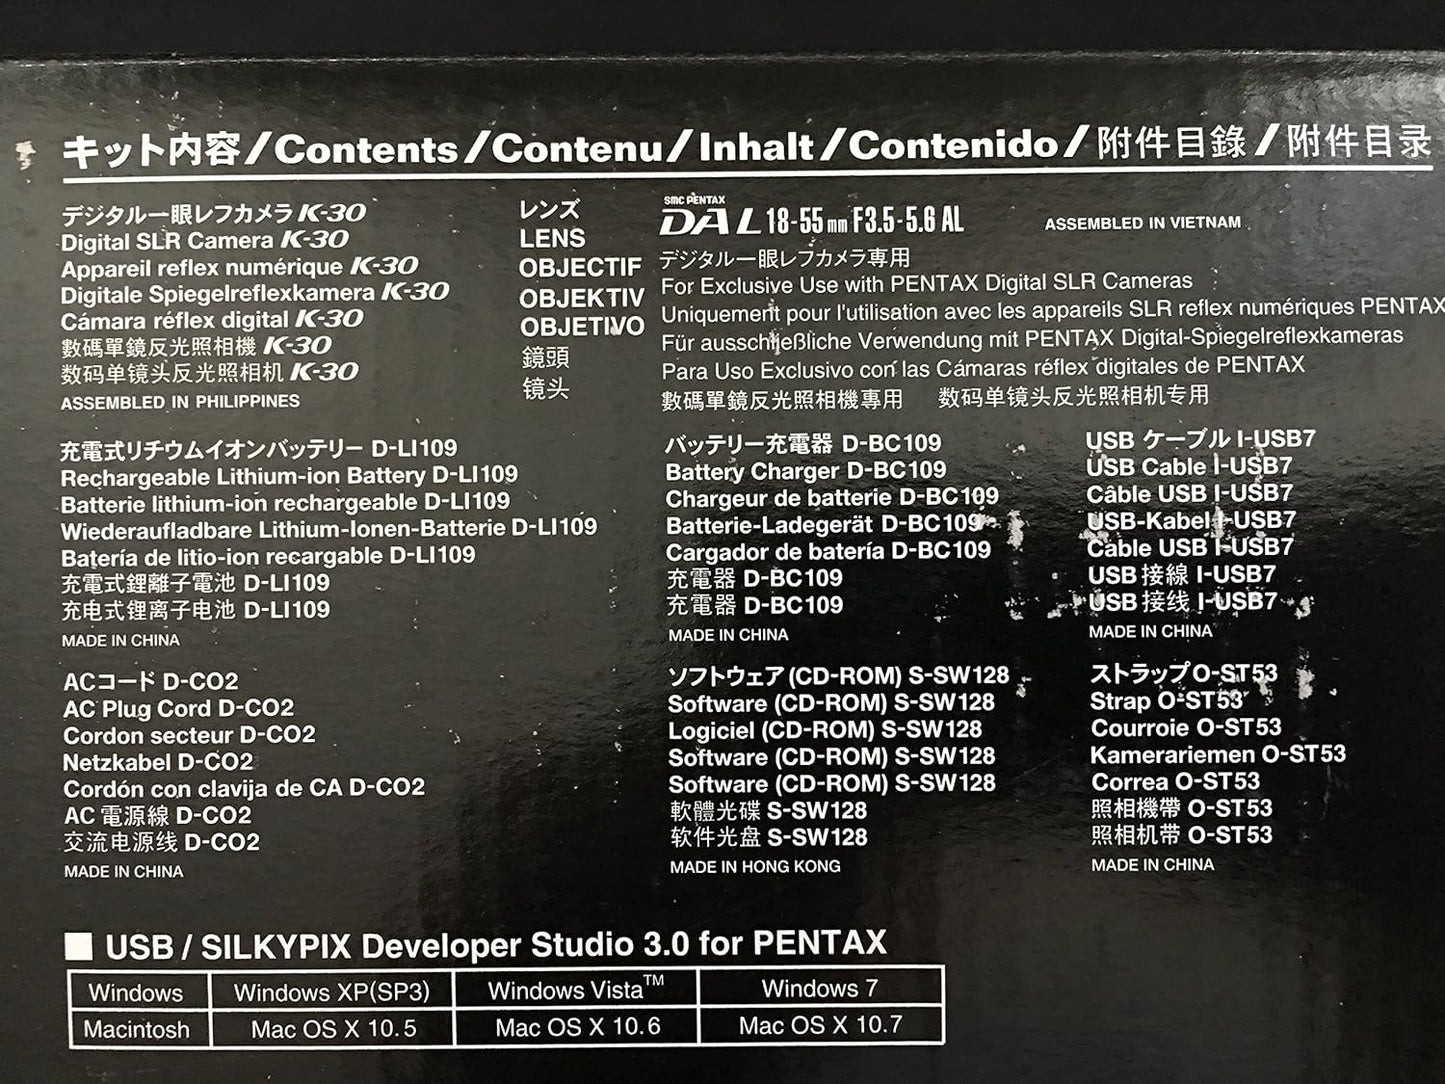 キット内容/Contents/Contenu/Inhalt/Contenido/附件目錄/附件目录
デジタル一眼レフカメラ K-30
Digital SLR Camera K-30
Appareil reflex numérique K-30
Digitale Spiegelreflexkamera K-30
Cámara réflex digital K-30
數碼單鏡反光照相機 K-30
数码单镜头反光照相机 K-30
ASSEMBLED IN PHILIPPINES
レンズ
LENS
OBJECTIF
OBJEKTIV
OBJETIVO
鏡頭
镜头
smc PENTAX
DA L 18-55mm F3.5-5.6 AL
ASSEMBLED IN VIETNAM
デジタル一眼レフカメラ専用
For Exclusive Use with PENTAX Digital SLR Cameras
Uniquement pour l'utilisation avec les appareils SLR reflex numériques PENTAX
Für ausschließliche Verwendung mit PENTAX Digital-Spiegelreflexkameras
Para Uso Exclusivo con las Cámaras réflex digitales de PENTAX
數碼單鏡反光照相機專用 数码单镜头反光照相机专用
充電式リチウムイオンバッテリー D-LI109
Rechargeable Lithium-ion Battery D-LI109
Batterie lithium-ion rechargeable D-LI109
Wiederaufladbare Lithium-Ionen-Batterie D-LI109
Batería de litio-ion recargable D-LI109
充電式鋰離子電池 D-LI109
充电式锂离子电池 D-LI109
MADE IN CHINA
バッテリー充電器 D-BC109
Battery Charger D-BC109
Chargeur de batterie D-BC109
Batterie-Ladegerät D-BC109
Cargador de batería D-BC109
充電器 D-BC109
充電器 D-BC109
MADE IN CHINA
USB ケーブル I-USB7
USB Cable I-USB7
Câble USB I-USB7
USB-Kabel I-USB7
Cable USB I-USB7
USB 接線 I-USB7
USB 接线 I-USB7
MADE IN CHINA
ACコード D-CO2
AC Plug Cord D-CO2
Cordon secteur D-CO2
Netzkabel D-CO2
Cordón con clavija de CA D-CO2
AC 電源線 D-CO2
交流电源线 D-CO2
MADE IN CHINA
ソフトウェア (CD-ROM) S-SW128
Software (CD-ROM) S-SW128
Logiciel (CD-ROM) S-SW128
Software (CD-ROM) S-SW128
Software (CD-ROM) S-SW128
軟體光碟 S-SW128
软件光盘 S-SW128
MADE IN HONG KONG
ストラップ O-ST53
Strap O-ST53
Courroie O-ST53
Kamerariemen O-ST53
Correa O-ST53
照相機帶 O-ST53
照相机带 O-ST53
MADE IN CHINA
■ USB / SILKYPIX Developer Studio 3.0 for PENTAX
Windows Windows XP(SP3) Windows Vista™ Windows 7
Macintosh Mac OS X 10.5 Mac OS X 10.6 Mac OS X 10.7